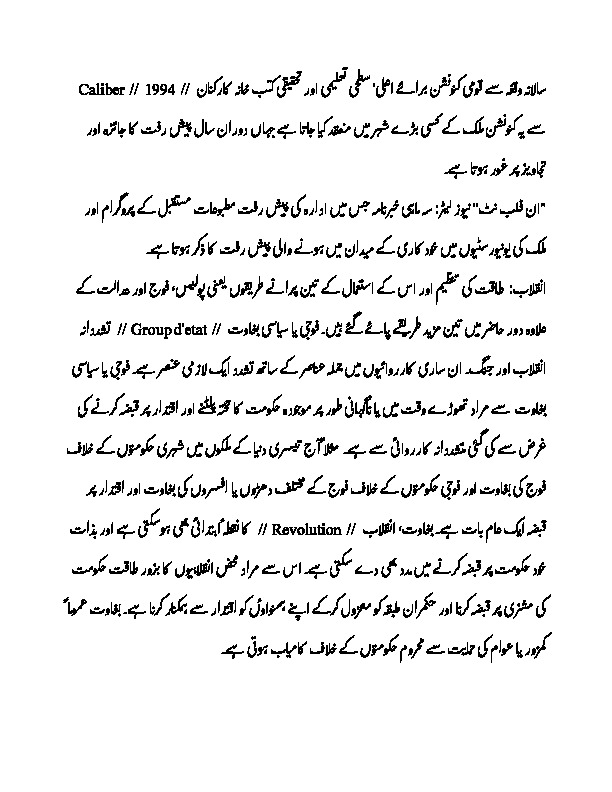 سالانہ وقفہ سے قومی کنونشن برائے اعلیٰ' سطحی تعلیمی اور تحقیقی کتب خانہ کارکنان // Caliber // 1994
سے یہ کنونشن ملک کے کسی بڑے شہر میں منعقد کیا جاتا ہے جہاں دوران سال پیش رفت کا جائزہ اور
تجاویز پر غور ہوتا ہے۔
"ان فلب نٹ" نیوز لیٹر: سہ ماہی خبرنامہ جس میں ادارہ کی پیش رفت مطبوعات مستقبل کے پروگرام اور
ملک کی یونیورسٹیوں میں خود کاری کے میدان میں ہونے والی پیش رفت کا ذکر ہوتا ہے۔
انقلاب: طاقت کی تنظیم اور اس کے استعمال کے تین پرانے طریقوں یعنی پولیس، فوج اور عدالت کے
علاوہ دور حاضر میں تین مزید طریقے پائے گئے ہیں۔ فوجی یا سیاسی بغاوت // Group d'etat // تشددانہ
انقلاب اور جنگ۔ ان ساری کارروائیوں میں جملہ عناصر کے ساتھ تشدد ایک لازمی عنصر ہے۔ فوجی یا سیاسی
بغاوت سے مراد تھوڑے وقت میں یا ناگہانی طور پر موجودہ حکومت کا تختہ پلٹنے اور اقتدار پر قبضہ کرنے کی
غرض سے کی گئی متشددانہ کارروائی سے ہے۔ مثلاً آج تیسری دنیا کے ملکوں میں شہری حکومتوں کے خلاف
فوج کی بغاوت اور فوجی حکومتوں کے خلاف فوج کے مختلف دھڑوں یا افسروں کی بغاوت اور اقتدار پر
قبضہ ایک عام بات ہے۔ بغاوت، انقلاب // Revolution // کا نقطۂ ابتدائی بھی ہوسکتی ہے اور بذات
خود حکومت پر قبضہ کرنے میں مدد بھی دے سکتی ہے۔ اس سے مراد محض انقلابیوں کا بزور طاقت حکومت
کی مشنری پر قبضہ کرنا اور حکمران طبقہ کو معزول کرکے اپنے ہمنواؤں کو اقتدار سے ہمکنار کرنا ہے۔ بغاوت عموماً
کمزور یا عوام کی حمایت سے محروم حکومتوں کے خلاف کامیاب ہوتی ہے۔